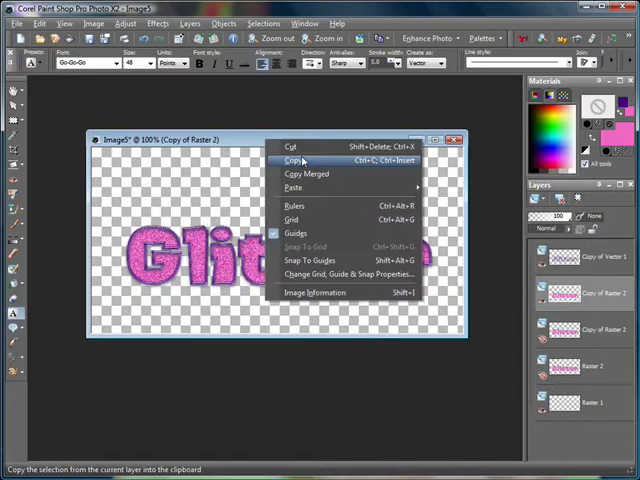 Corel Paint Shop Pro Photo X2 - Image5
File Edit View Image Adjust Effects Layers Objects Selections Window Help
Zoom out Zoom in Enhance Photo Palettes
Presets: Font: Size: Units: Font style: Alignment: Direction: Anti-alias: Stroke width: Create as: Line style:
A Go-Go-Go 48 Points B I U A Sharp 5.0 Vector
Materials
All tools
Layers
100 None
Normal
Copy of Vector 1
Copy of Raster 2
Copy of Raster 2
Raster 2
Raster 1
Image5* @ 100% (Copy of Raster 2)
Cut Shift+Delete; Ctrl+X
Copy Ctrl+C; Ctrl+Insert
Copy Merged
Paste
Rulers Ctrl+Alt+R
Grid Ctrl+Alt+G
Guides
Snap To Grid Ctrl+Shift+G
Snap To Guides Shift+Alt+G
Change Grid, Guide & Snap Properties...
Image Information Shift+I
Copy the selection from the current layer into the clipboard